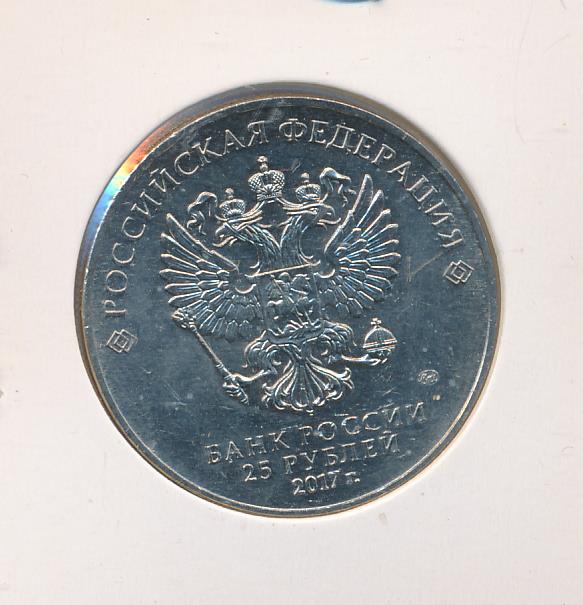 РОССИЙСКАЯ ФЕДЕРАЦИЯ
БАНК РОССИИ
25 РУБЛЕЙ
2017 г.